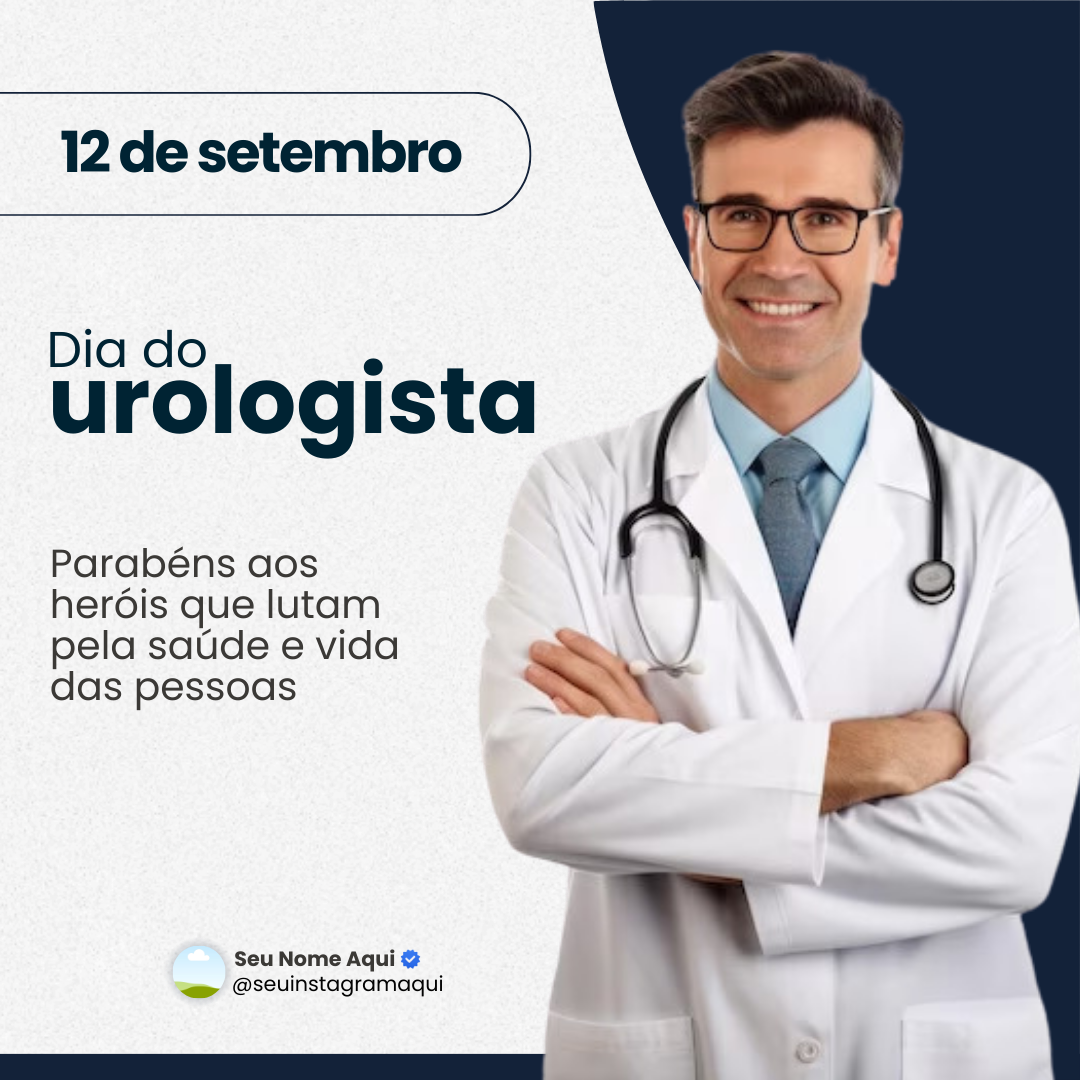 12 de setembro
Dia do
urologista
Parabéns aos
heróis que lutam
pela saúde e vida
das pessoas
Seu Nome Aqui
@seuinstagramaqui